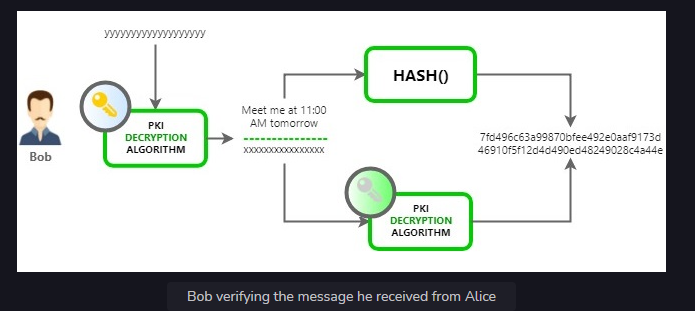 yyyyyyyyyyyyyyyyyyy
Bob
PKI
DECRYPTION
ALGORITHM
Meet me at 11:00
AM tomorrow
--------------------
xxxxxxxxxxxxxxxx
HASH()
PKI
DECRYPTION
ALGORITHM
7fd496c63a99870bfee492e0aaf9173d
46910f5f12d4d490ed48249028c4a44e
Bob verifying the message he received from Alice